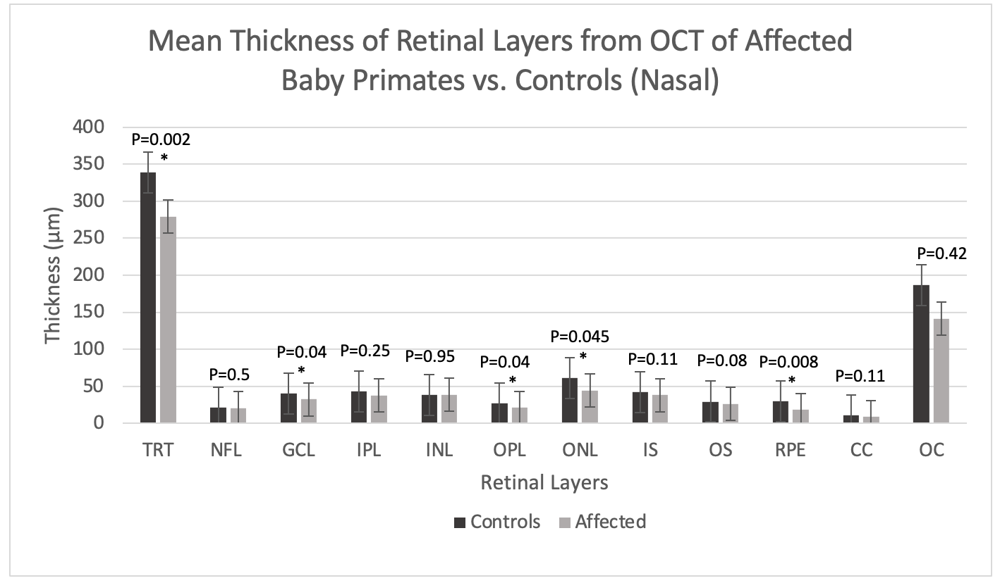 Mean Thickness of Retinal Layers from OCT of Affected
Baby Primates vs. Controls (Nasal)
Thickness (µm)
400
350
300
250
200
150
100
50
0
P=0.002
*
P=0.5
P=0.04
*
P=0.25
P=0.95
P=0.04
*
P=0.045
*
P=0.11
P=0.08
P=0.008
*
P=0.11
P=0.42
TRT NFL GCL IPL INL OPL ONL IS OS RPE CC OC
Retinal Layers
Controls Affected